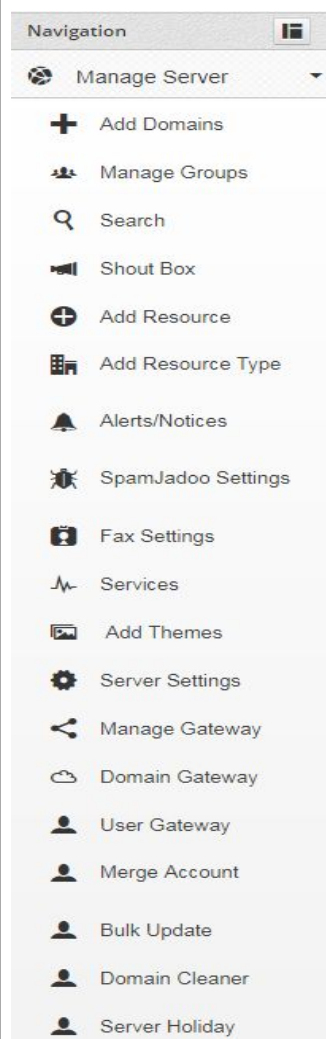 Navigation
Manage Server
Add Domains
Manage Groups
Search
Shout Box
Add Resource
Add Resource Type
Alerts/Notices
SpamJadoo Settings
Fax Settings
Services
Add Themes
Server Settings
Manage Gateway
Domain Gateway
User Gateway
Merge Account
Bulk Update
Domain Cleaner
Server Holiday